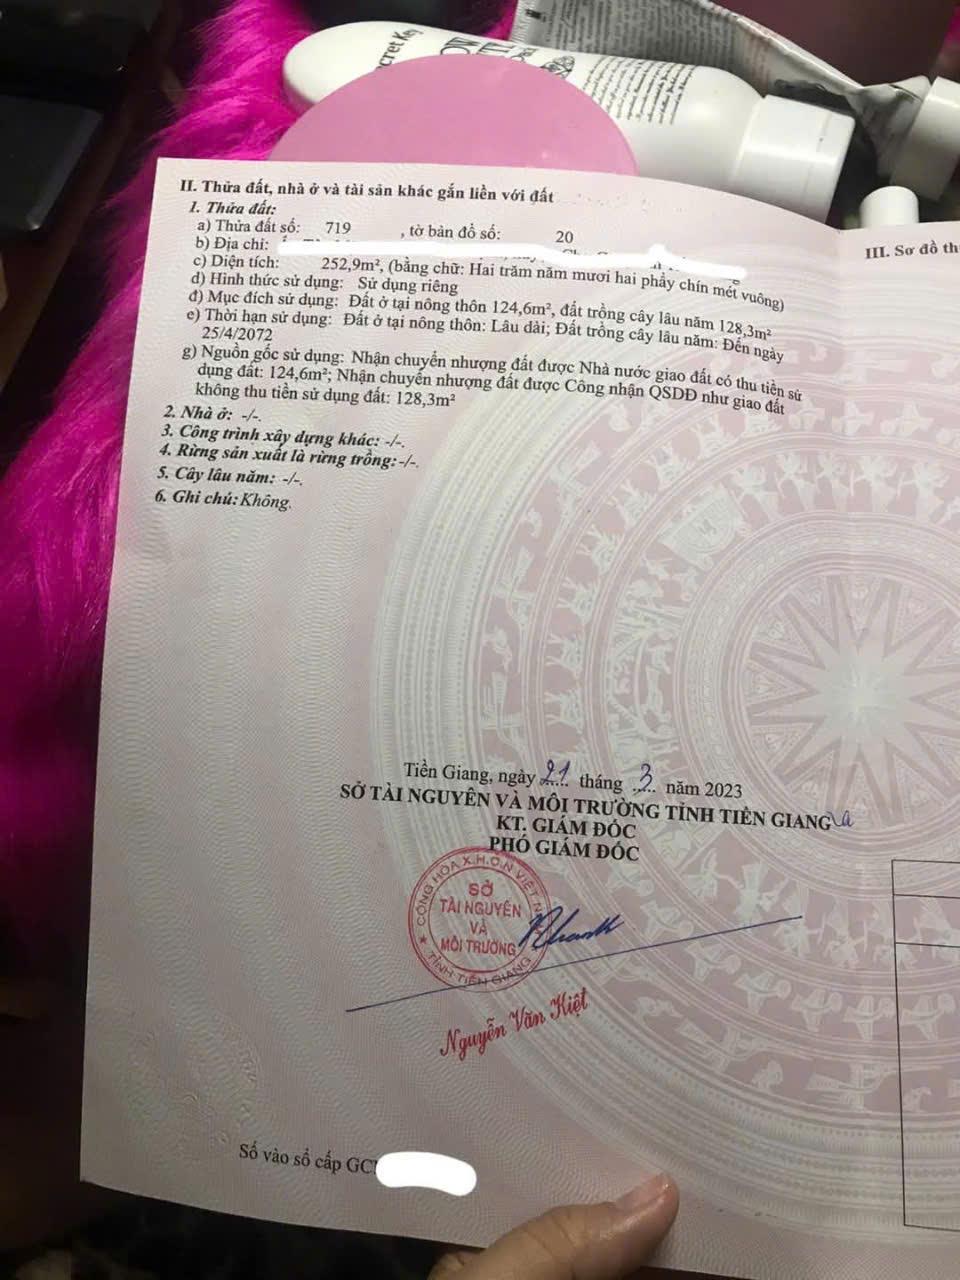 cret Key
II. Thửa đất, nhà ở và tài sản khác gắn liền với đất
1. Thửa đất:
a) Thửa đất số: 719 , tờ bản đồ số: 20
b) Địa chỉ:
c) Diện tích: 252,9m², (bằng chữ: Hai trăm năm mươi hai phẩy chín mét vuông)
d) Hình thức sử dụng: Sử dụng riêng
đ) Mục đích sử dụng: Đất ở tại nông thôn 124,6m², đất trồng cây lâu năm 128,3m²
e) Thời hạn sử dụng: Đất ở tại nông thôn: Lâu dài; Đất trồng cây lâu năm: Đến ngày
25/4/2072
g) Nguồn gốc sử dụng: Nhận chuyển nhượng đất được Nhà nước giao đất có thu tiền sử
dụng đất: 124,6m²; Nhận chuyển nhượng đất được Công nhận QSDĐ như giao đất
không thu tiền sử dụng đất: 128,3m²
2. Nhà ở: -/-.
3. Công trình xây dựng khác: -/-.
4. Rừng sản xuất là rừng trồng: -/-.
5. Cây lâu năm: -/-.
6. Ghi chú: Không.
III. Sơ đồ th
Tiền Giang, ngày 21 tháng 3 năm 2023
SỞ TÀI NGUYÊN VÀ MÔI TRƯỜNG TỈNH TIỀN GIANG
KT. GIÁM ĐỐC
PHÓ GIÁM ĐỐC
CỘNG HÒA X.H.C.N VIỆT N
SỞ
TÀI NGUYÊN
VÀ
MÔI TRƯỜNG
TỈNH TIỀN GIANG
Nguyễn Văn Kiệt
Số vào sổ cấp GC